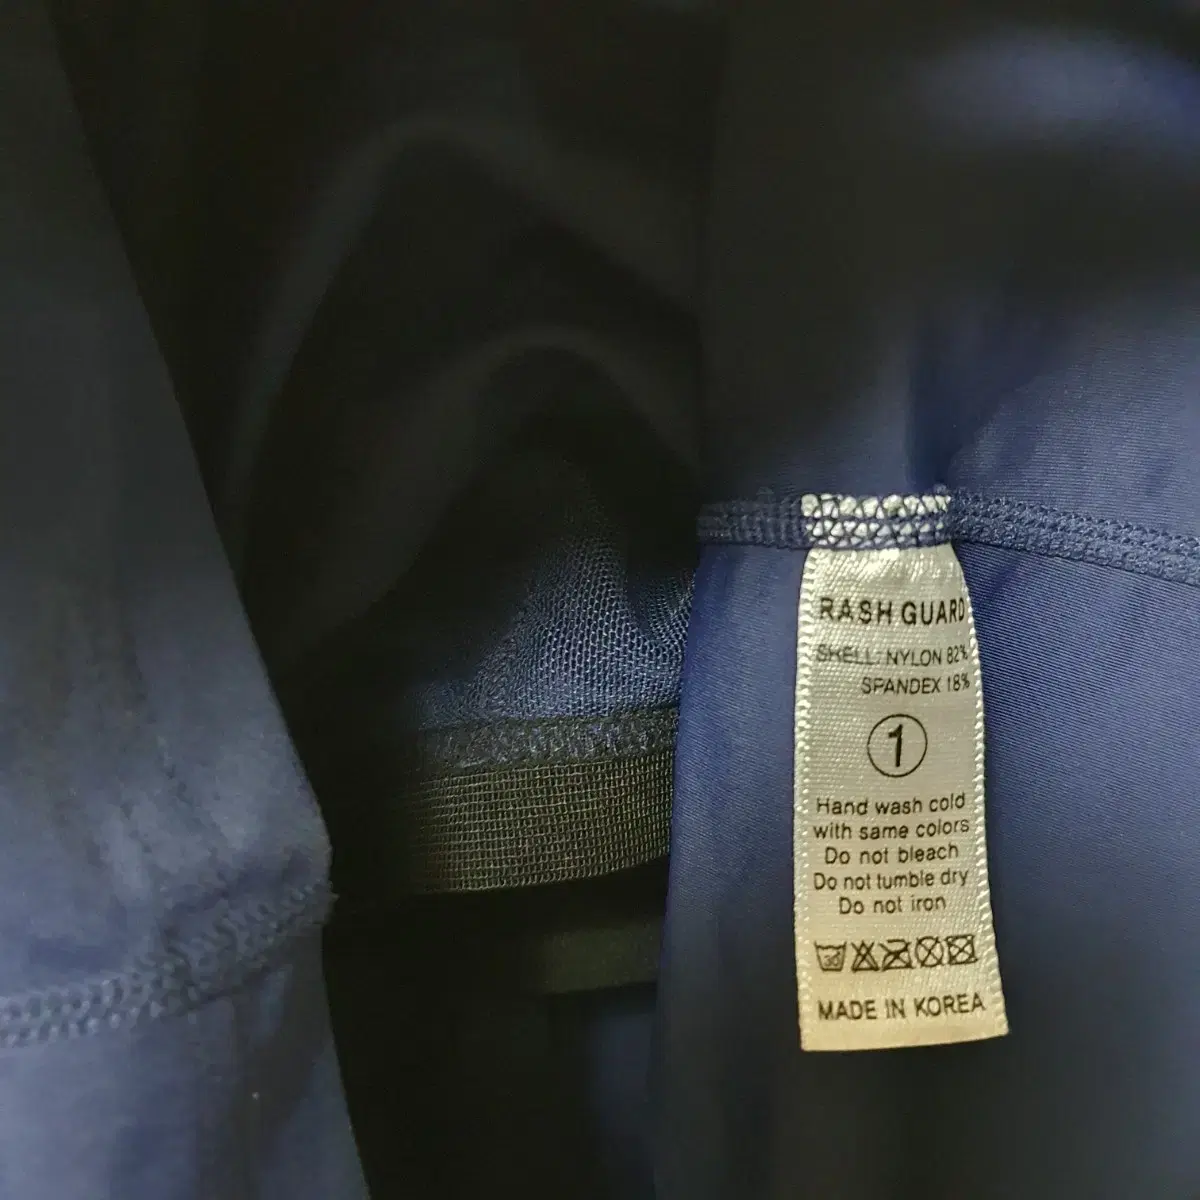 RASH GUARD
SHELL: NYLON 82%
SPANDEX 18%
1
Hand wash cold
with same colors
Do not bleach
Do not tumble dry
Do not iron
30
MADE IN KOREA